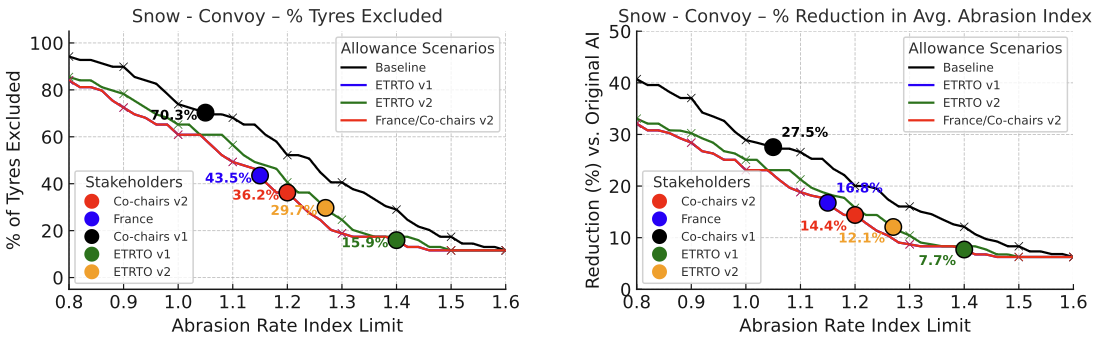 Snow - Convoy – % Tyres Excluded
% of Tyres Excluded
100
80
60
40
20
0
0.8 0.9 1.0 1.1 1.2 1.3 1.4 1.5 1.6
Abrasion Rate Index Limit
Allowance Scenarios
Baseline
ETRTO v1
ETRTO v2
France/Co-chairs v2
70.3%
43.5%
36.2%
29.7%
15.9%
Stakeholders
Co-chairs v2
France
Co-chairs v1
ETRTO v1
ETRTO v2
Snow - Convoy – % Reduction in Avg. Abrasion Index
Reduction (%) vs. Original AI
50
40
30
20
10
0
0.8 0.9 1.0 1.1 1.2 1.3 1.4 1.5 1.6
Abrasion Rate Index Limit
Allowance Scenarios
Baseline
ETRTO v1
ETRTO v2
France/Co-chairs v2
27.5%
16.8%
14.4%
12.1%
7.7%
Stakeholders
Co-chairs v2
France
Co-chairs v1
ETRTO v1
ETRTO v2